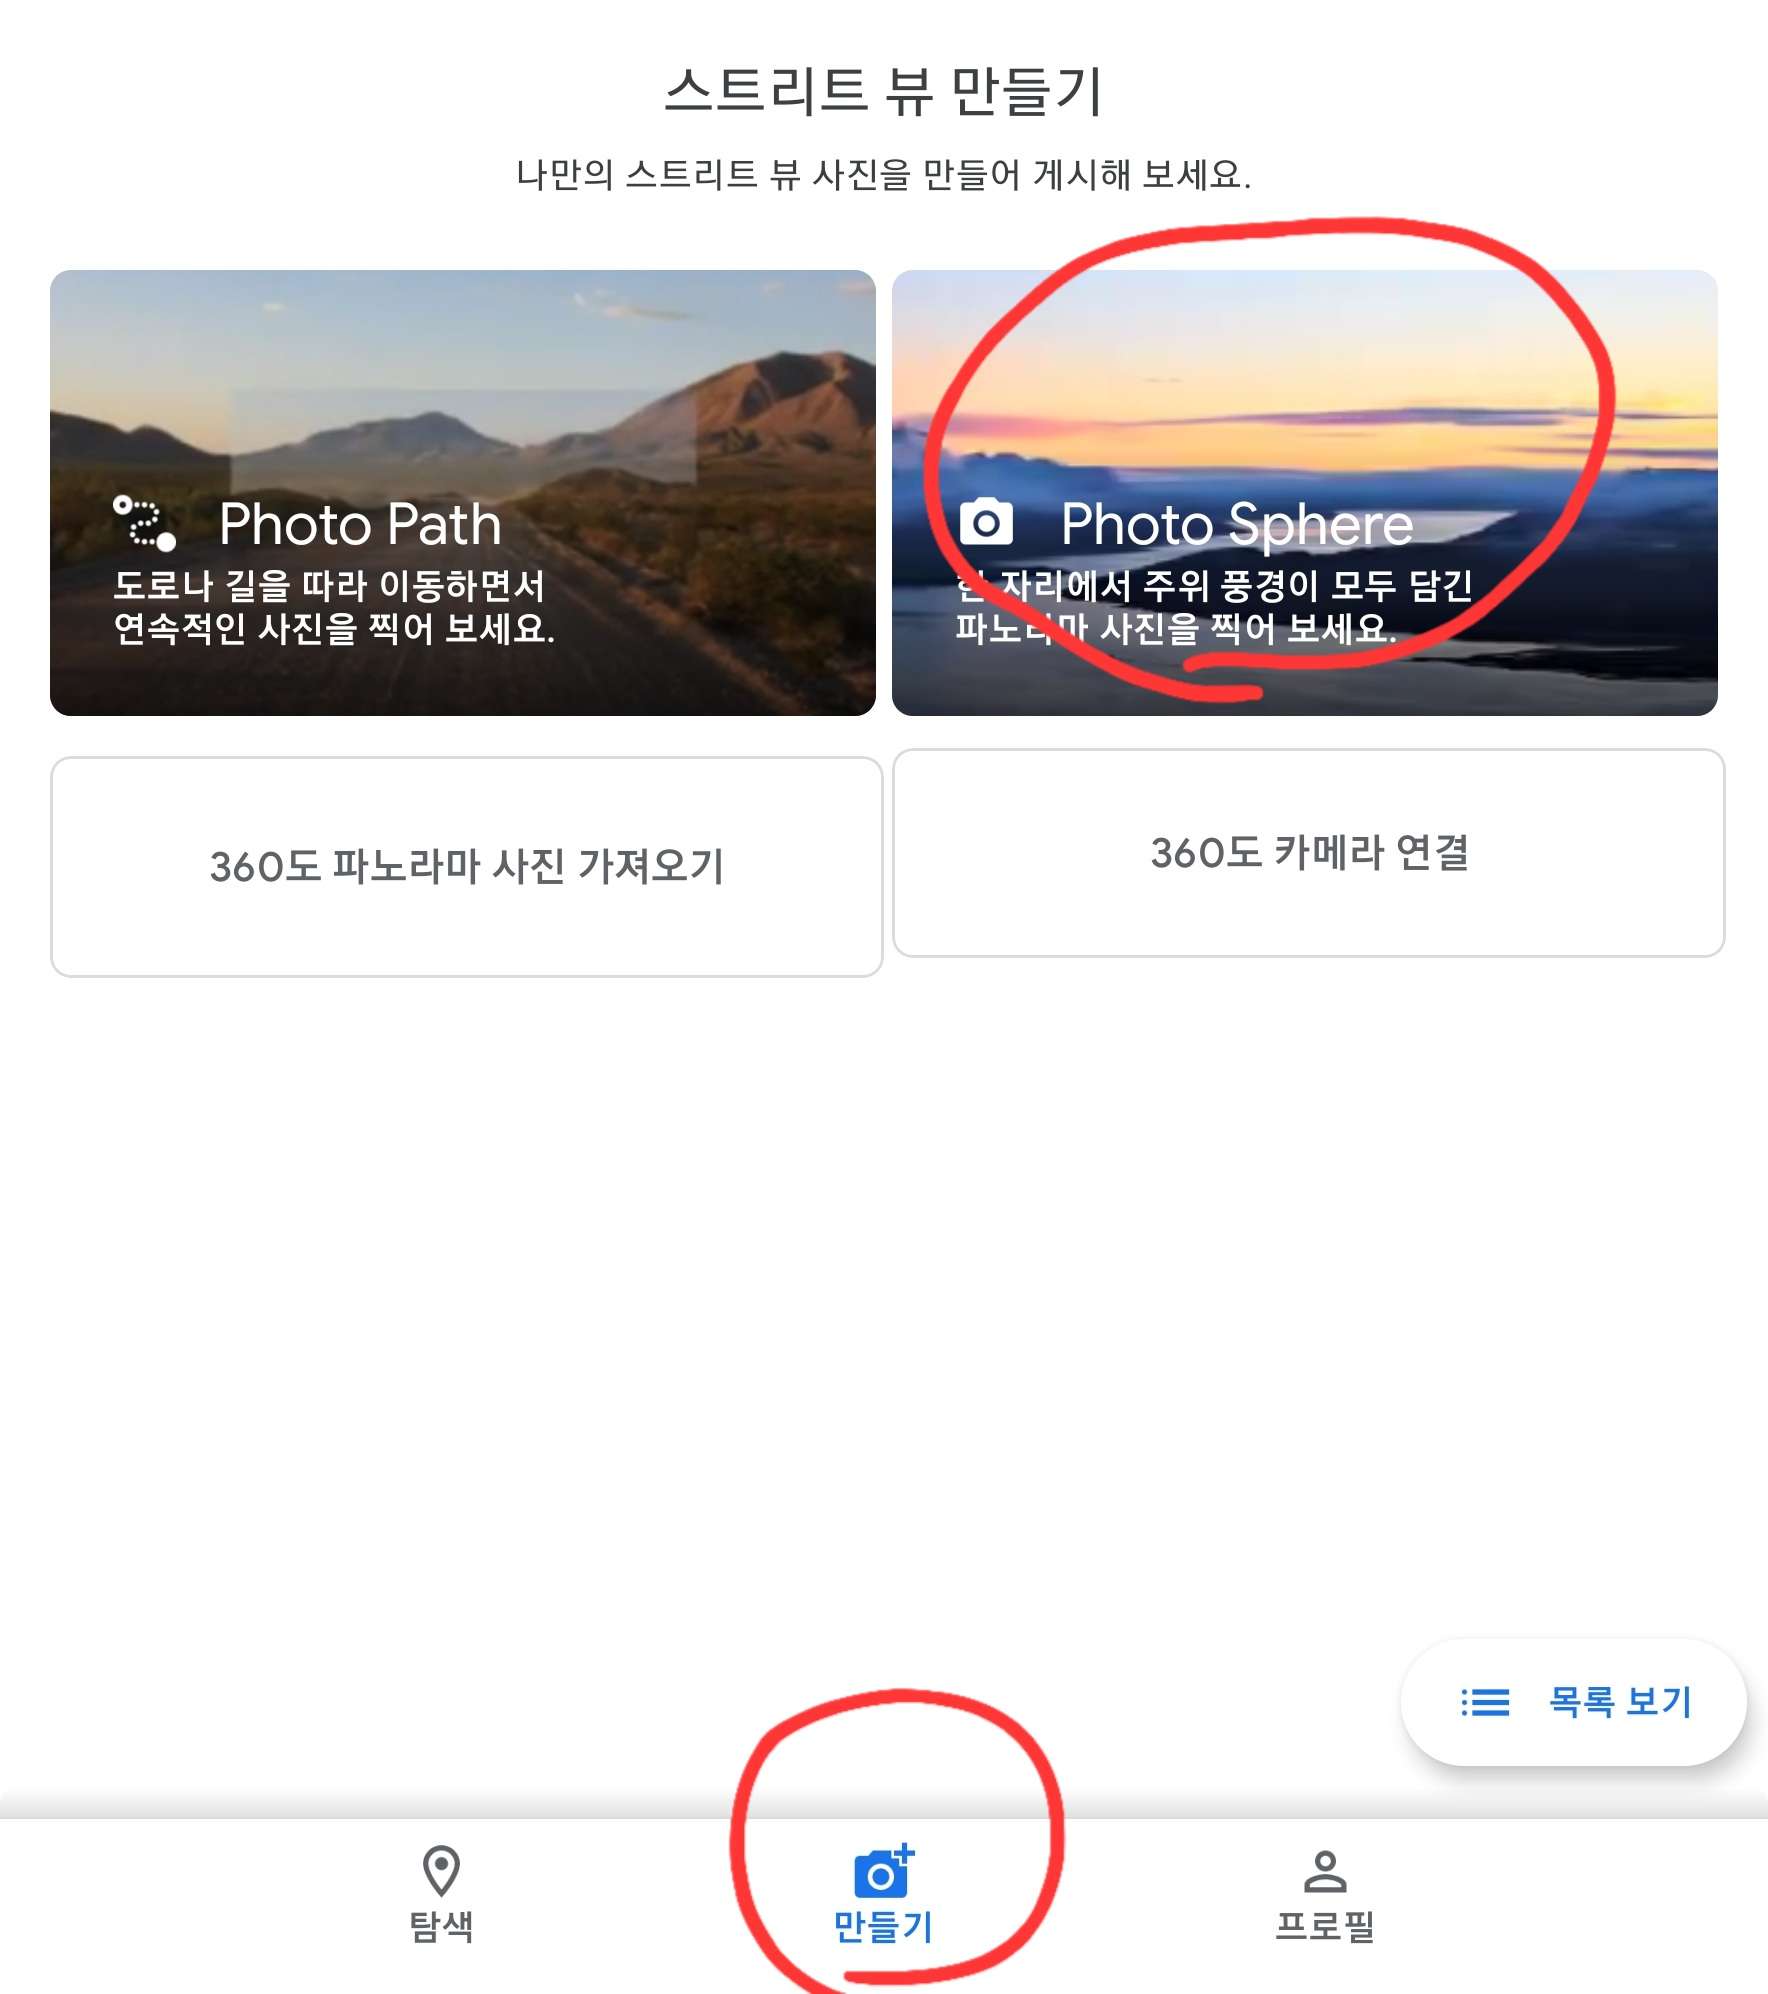 스트리트 뷰 만들기
나만의 스트리트 뷰 사진을 만들어 게시해 보세요.
Photo Path
도로나 길을 따라 이동하면서
연속적인 사진을 찍어 보세요.
Photo Sphere
한 자리에서 주위 풍경이 모두 담긴
파노라마 사진을 찍어 보세요.
360도 파노라마 사진 가져오기
360도 카메라 연결
목록 보기
탐색
만들기
프로필